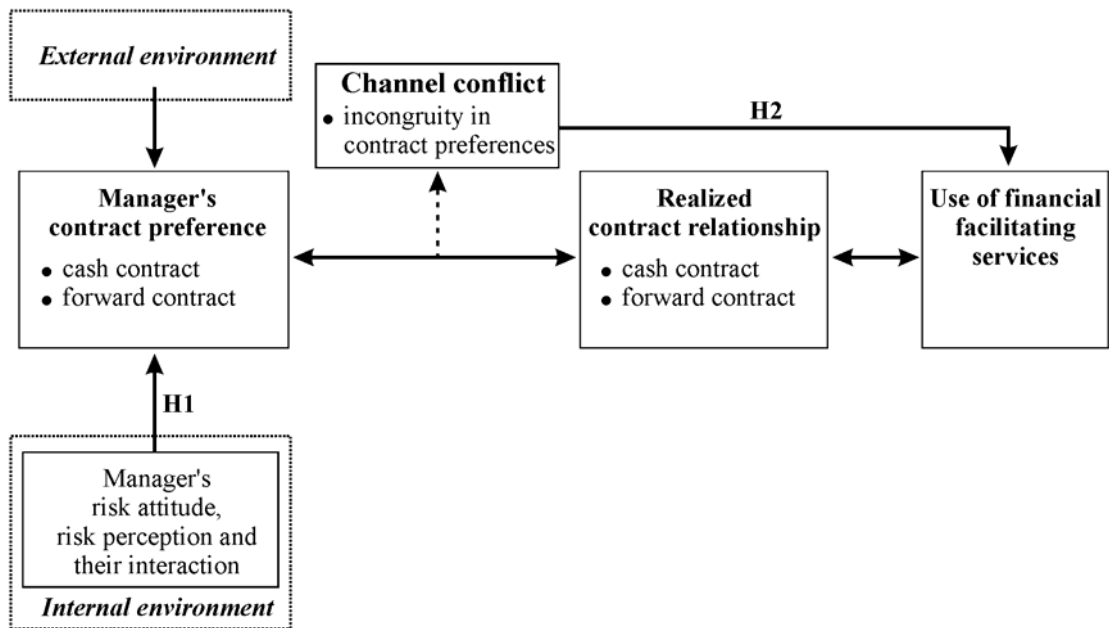 External environment
Channel conflict
• incongruity in
contract preferences
H2
Manager's
contract preference
• cash contract
• forward contract
Realized
contract relationship
• cash contract
• forward contract
Use of financial
facilitating
services
H1
Manager's
risk attitude,
risk perception and
their interaction
Internal environment